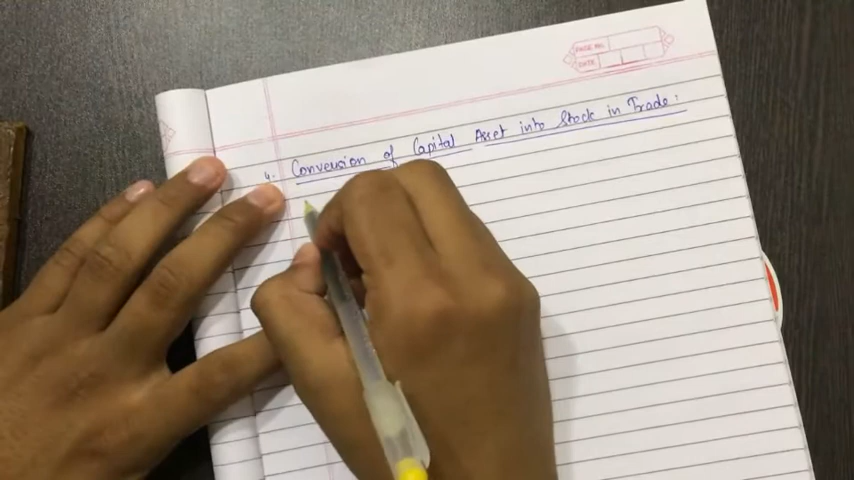 PAGE NO.
DATE
4. Conversion of Capital Asset into Stock in Trade: